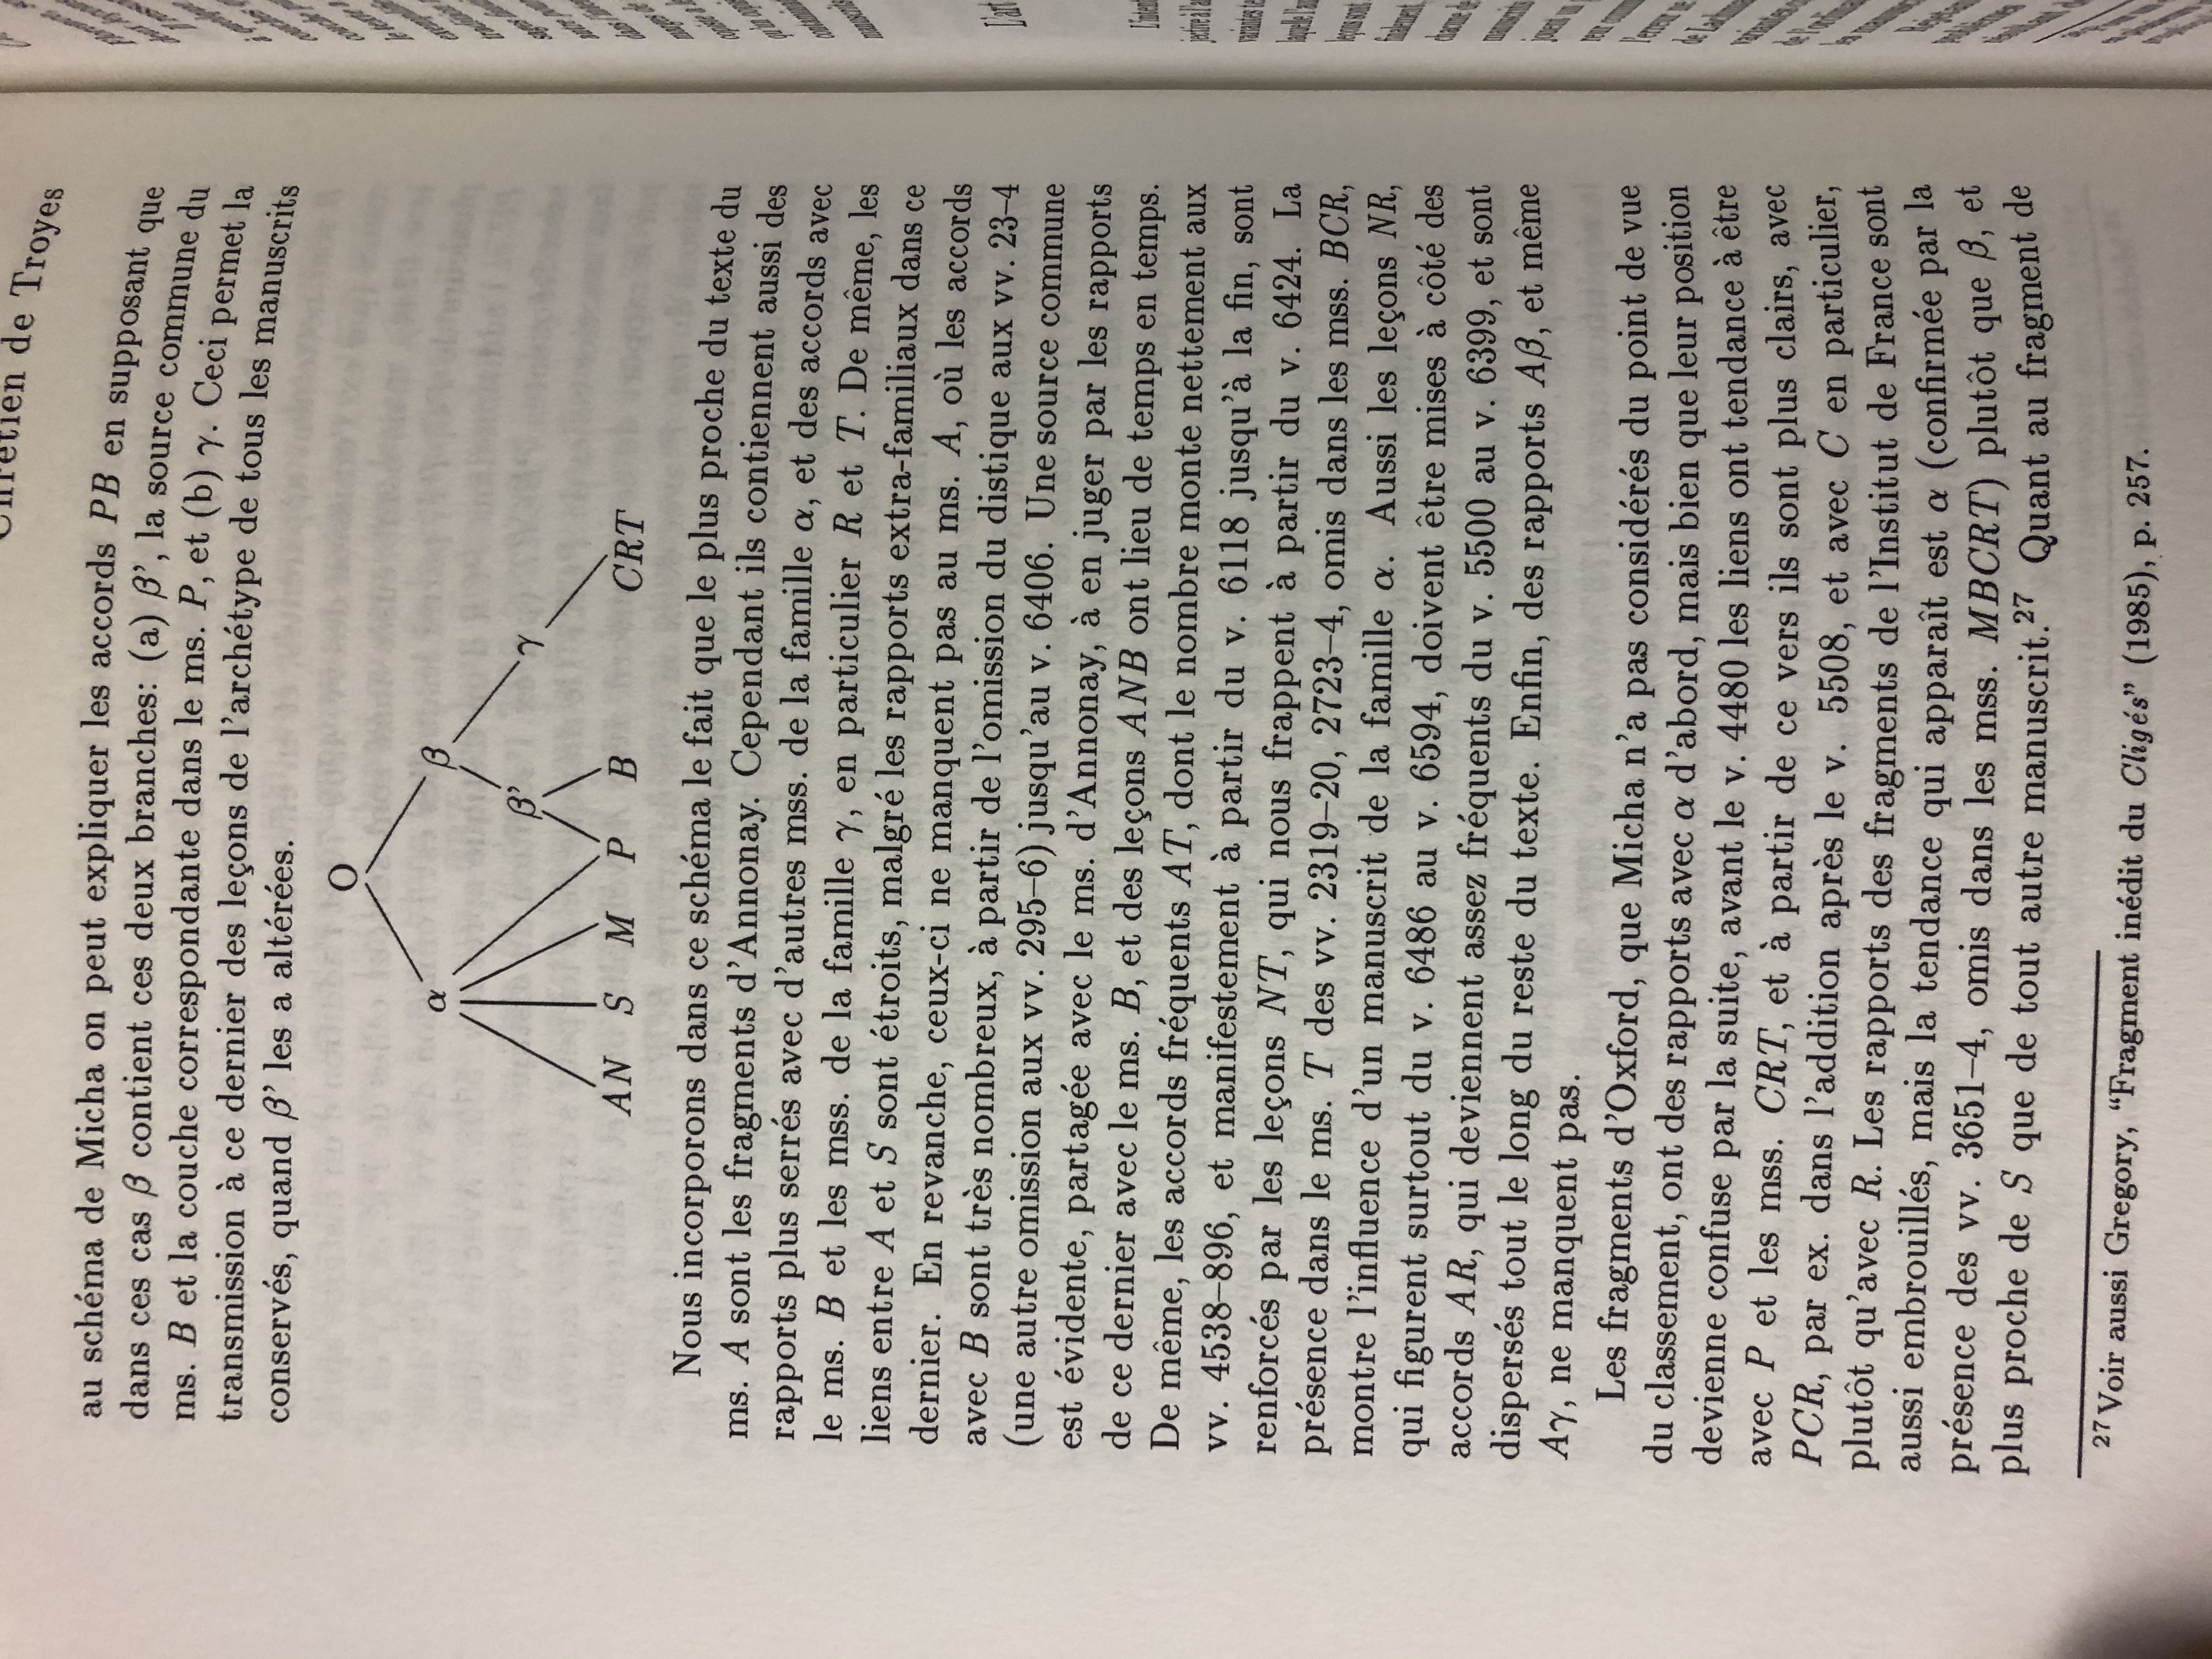 Chrétien de Troyes
au schéma de Micha on peut expliquer les accords PB en supposant que
dans ces cas β contient ces deux branches: (a) β’, la source commune du
ms. B et la couche correspondante dans le ms. P, et (b) γ. Ceci permet la
transmission à ce dernier des leçons de l’archétype de tous les manuscrits
conservés, quand β’ les a altérées.
O
α β
β’ γ
AN S M P B CRT
Nous incorporons dans ce schéma le fait que le plus proche du texte du
ms. A sont les fragments d’Annonay. Cependant ils contiennent aussi des
rapports plus serrés avec d’autres mss. de la famille α, et des accords avec
le ms. B et les mss. de la famille γ, en particulier R et T. De même, les
liens entre A et S sont étroits, malgré les rapports extra-familiaux dans ce
dernier. En revanche, ceux-ci ne manquent pas au ms. A, où les accords
avec B sont très nombreux, à partir de l’omission du distique aux vv. 23–4
(une autre omission aux vv. 295–6) jusqu’au v. 6406. Une source commune
est évidente, partagée avec le ms. d’Annonay, à en juger par les rapports
de ce dernier avec le ms. B, et des leçons ANB ont lieu de temps en temps.
De même, les accords fréquents AT, dont le nombre monte nettement aux
vv. 4538–896, et manifestement à partir du v. 6118 jusqu’à la fin, sont
renforcés par les leçons NT, qui nous frappent à partir du v. 6424. La
présence dans le ms. T des vv. 2319–20, 2723–4, omis dans les mss. BCR,
montre l’influence d’un manuscrit de la famille α. Aussi les leçons NR,
qui figurent surtout du v. 6486 au v. 6594, doivent être mises à côté des
accords AR, qui deviennent assez fréquents du v. 5500 au v. 6399, et sont
dispersés tout le long du reste du texte. Enfin, des rapports Aβ, et même
Aγ, ne manquent pas.
Les fragments d’Oxford, que Micha n’a pas considérés du point de vue
du classement, ont des rapports avec α d’abord, mais bien que leur position
devienne confuse par la suite, avant le v. 4480 les liens ont tendance à être
avec P et les mss. CRT, et à partir de ce vers ils sont plus clairs, avec
PCR, par ex. dans l’addition après le v. 5508, et avec C en particulier,
plutôt qu’avec R. Les rapports des fragments de l’Institut de France sont
aussi embrouillés, mais la tendance qui apparaît est α (confirmée par la
présence des vv. 3651–4, omis dans les mss. MBCRT) plutôt que β, et
plus proche de S que de tout autre manuscrit.27 Quant au fragment de
27 Voir aussi Gregory, “Fragment inédit du Cligés” (1985), p. 257.